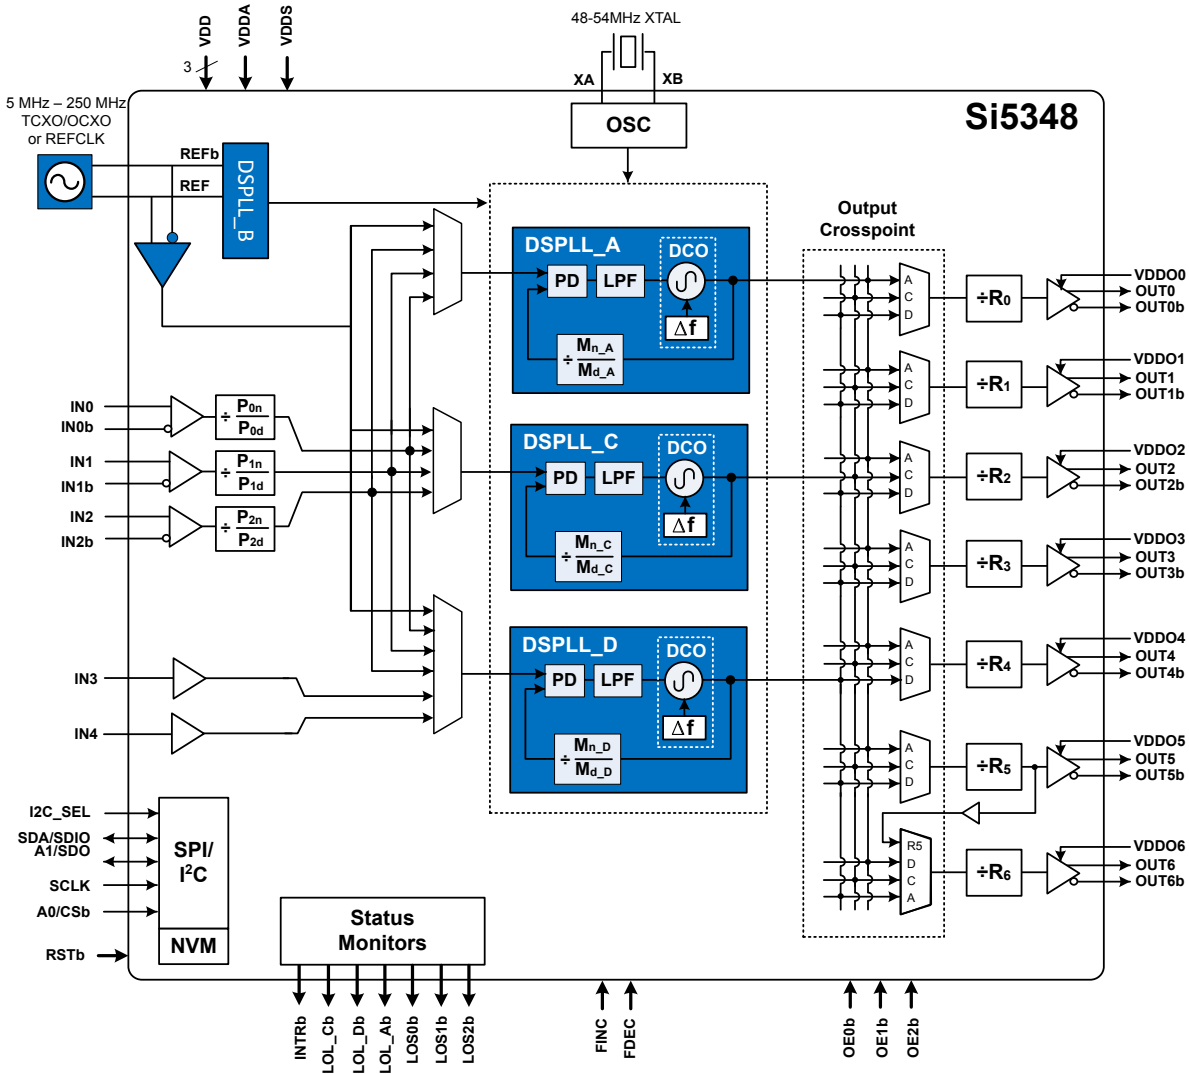 48-54MHz XTAL
XA
XB
VDD
VDDA
VDDS
3
5 MHz – 250 MHz
TCXO/OCXO
or REFCLK
REFb
REF
DSPLL_B
OSC
Si5348
Output
Crosspoint
DSPLL_A
DCO
PD
LPF
Δf
÷ Mn_A
Md_A
DSPLL_C
DCO
PD
LPF
Δf
÷ Mn_C
Md_C
DSPLL_D
DCO
PD
LPF
Δf
÷ Mn_D
Md_D
IN0
IN0b
÷ P0n
P0d
IN1
IN1b
÷ P1n
P1d
IN2
IN2b
÷ P2n
P2d
IN3
IN4
A
C
D
÷R0
VDDO0
OUT0
OUT0b
A
C
D
÷R1
VDDO1
OUT1
OUT1b
A
C
D
÷R2
VDDO2
OUT2
OUT2b
A
C
D
÷R3
VDDO3
OUT3
OUT3b
A
C
D
÷R4
VDDO4
OUT4
OUT4b
A
C
D
÷R5
VDDO5
OUT5
OUT5b
R5
D
C
A
÷R6
VDDO6
OUT6
OUT6b
I2C_SEL
SDA/SDIO
A1/SDO
SCLK
A0/CSb
RSTb
SPI/
I2C
NVM
Status
Monitors
INTRb
LOL_Cb
LOL_Db
LOL_Ab
LOS0b
LOS1b
LOS2b
FINC
FDEC
OE0b
OE1b
OE2b